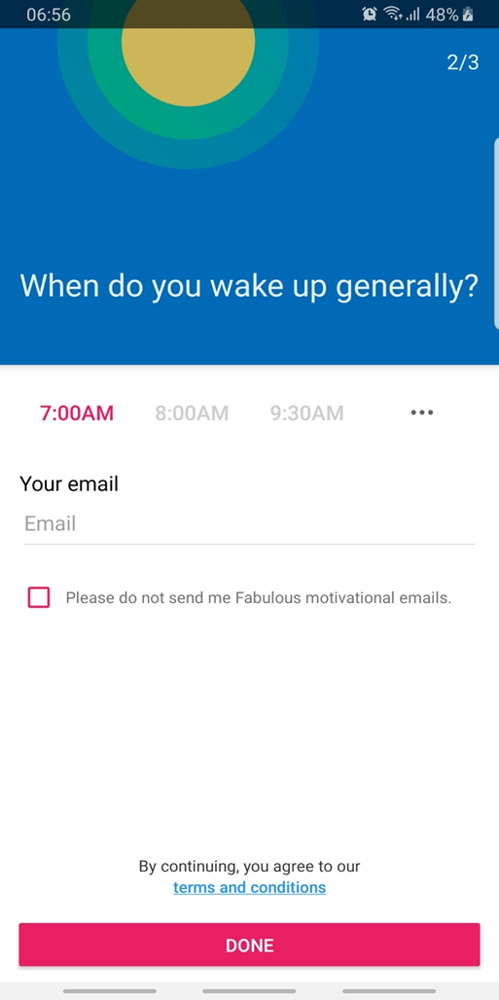 06:56 48%
2/3
When do you wake up generally?
7:00AM 8:00AM 9:30AM
Your email
Email
Please do not send me Fabulous motivational emails.
By continuing, you agree to our
terms and conditions
DONE